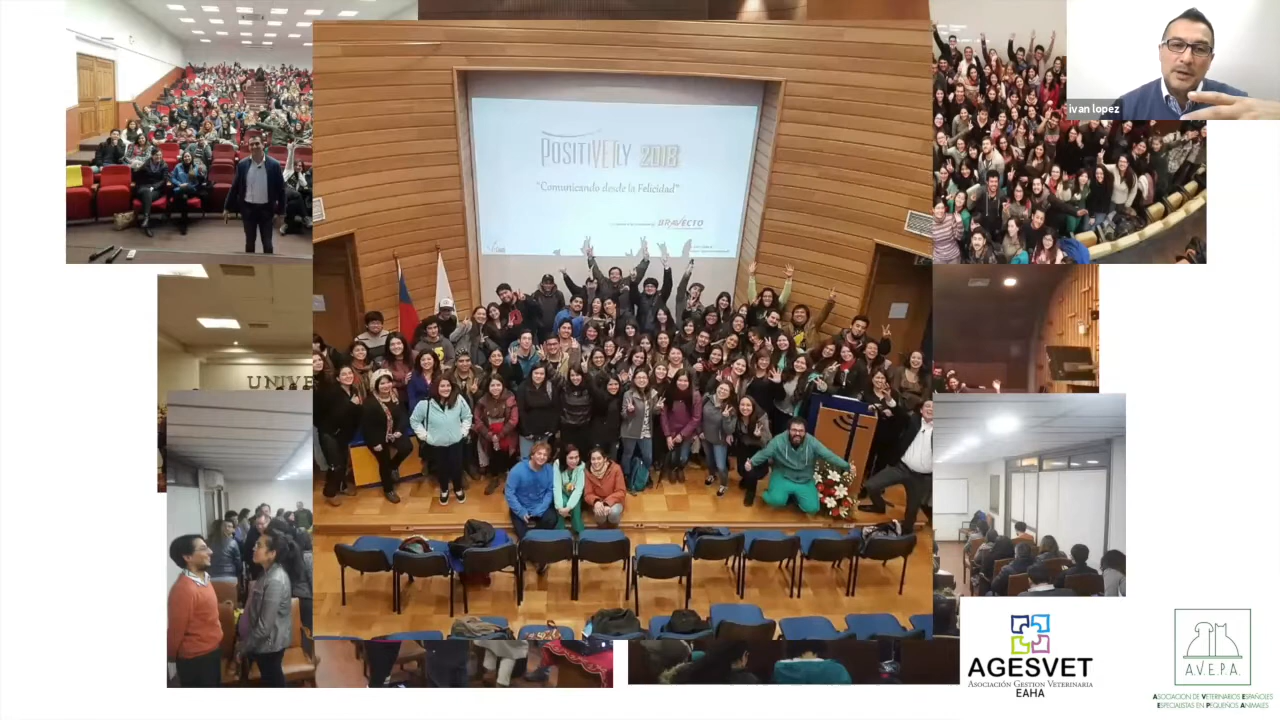 ivan lopez
POSITIVETLY 2018
"Comunicando desde la Felicidad"
BRAVECTO
UNIVE
AGESVET
ASOCIACIÓN GESTIÓN VETERINARIA
EAHA
A.V.E.P.A.
ASOCIACION DE VETERINARIOS ESPAÑOLES
ESPECIALISTAS EN PEQUEÑOS ANIMALES